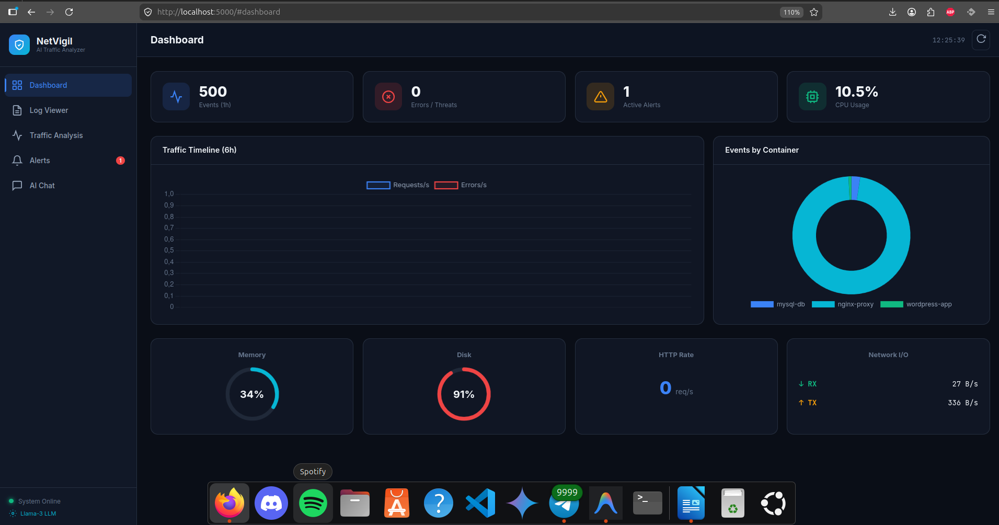 http://localhost:5000/#dashboard
110%
ABP
NetVigil
AI Traffic Analyzer
Dashboard
12:25:39
Dashboard
Log Viewer
Traffic Analysis
Alerts
1
AI Chat
500
Events (1h)
0
Errors / Threats
1
Active Alerts
10.5%
CPU Usage
Traffic Timeline (6h)
Requests/s
Errors/s
1,0
0,9
0,8
0,7
0,6
0,5
0,4
0,3
0,2
0,1
0
Events by Container
mysql-db
nginx-proxy
wordpress-app
Memory
34%
Disk
91%
HTTP Rate
0 req/s
Network I/O
↓ RX 27 B/s
↑ TX 336 B/s
System Online
Llama-3 LLM
Spotify
A
?
9999
>_